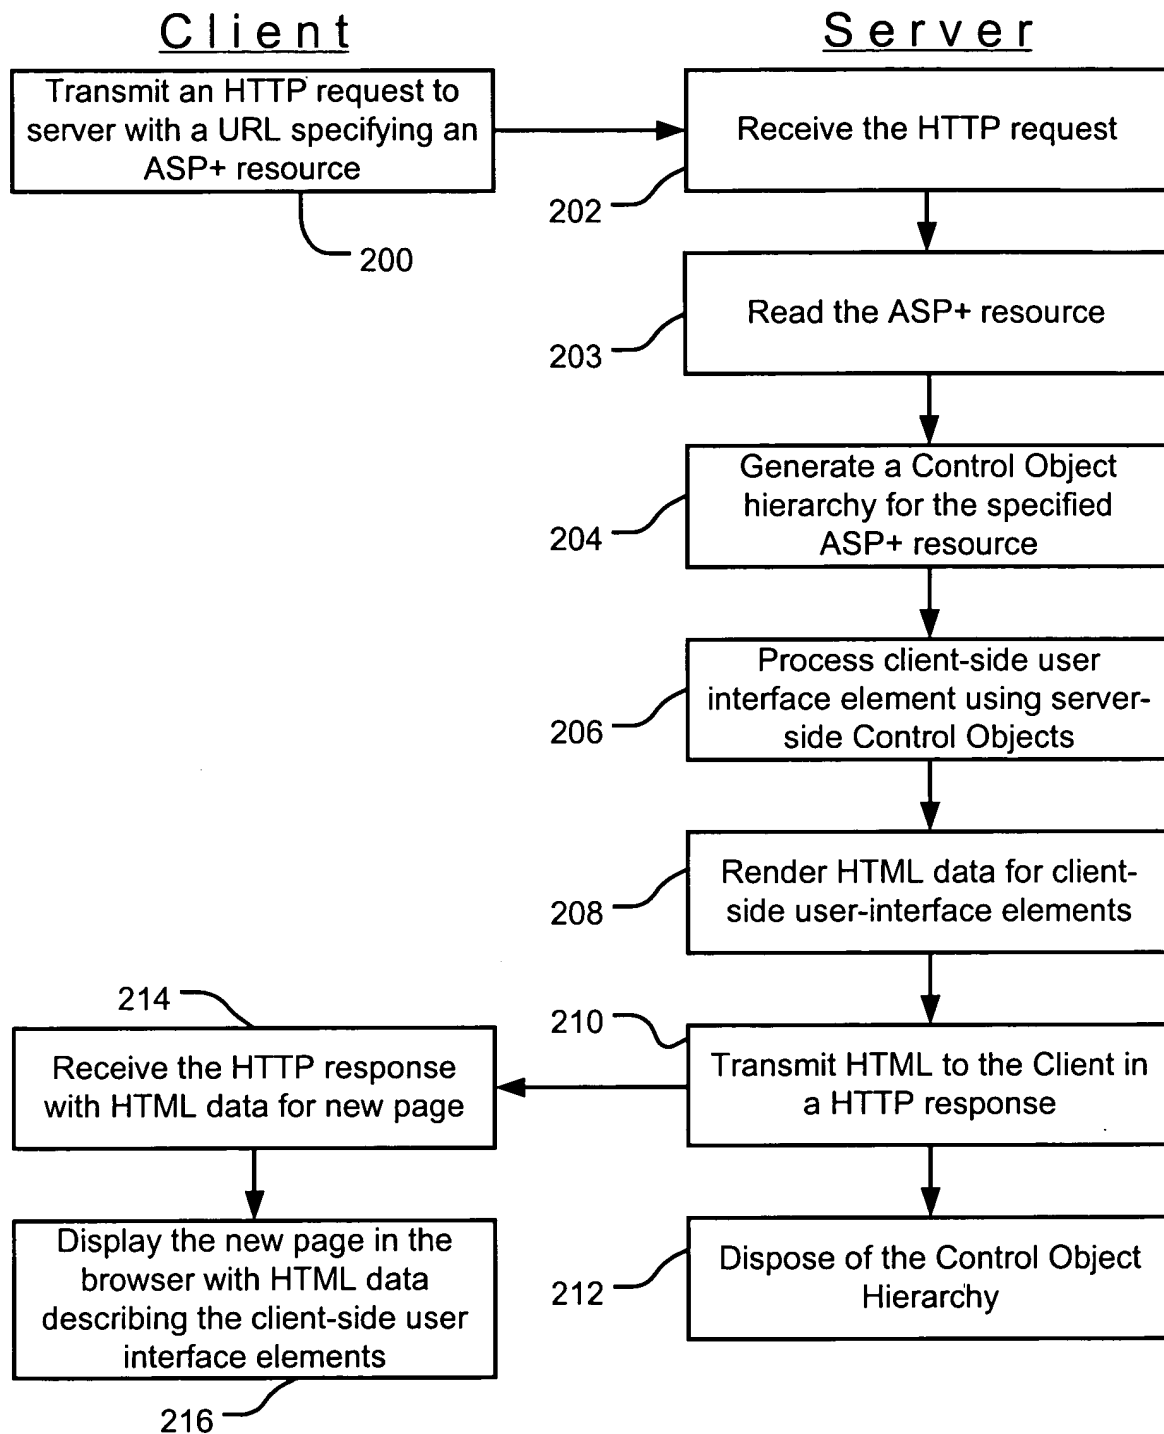 Client
Server
Transmit an HTTP request to
server with a URL specifying an
ASP+ resource
200
Receive the HTTP request
202
Read the ASP+ resource
203
Generate a Control Object
hierarchy for the specified
ASP+ resource
204
Process client-side user
interface element using server-
side Control Objects
206
Render HTML data for client-
side user-interface elements
208
210
Transmit HTML to the Client in
a HTTP response
214
Receive the HTTP response
with HTML data for new page
Dispose of the Control Object
Hierarchy
212
Display the new page in the
browser with HTML data
describing the client-side user
interface elements
216